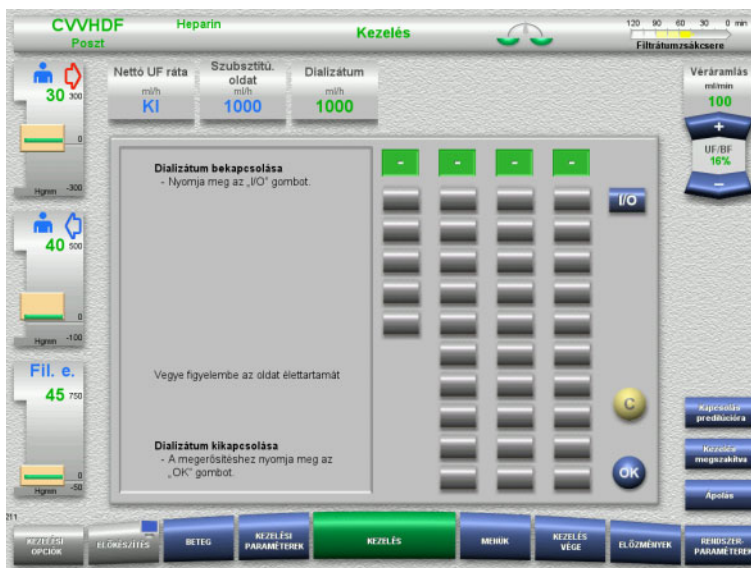 CVVHDF
Heparin
Poszt
Kezelés
120 90 60 30 0 min
Filtrátumzsákcsere
30
300
0
Hgmm -300
40
500
0
Hgmm -100
Fil. e.
45
750
0
Hgmm -50
Nettó UF ráta
ml/h
KI
Szubsztitú.
oldat
ml/h
1000
Dializátum
ml/h
1000
Véráramlás
ml/min
100
+
UF/BF
16%
−
Dializátum bekapcsolása
- Nyomja meg az „I/O” gombot.
Vegye figyelembe az oldat élettartamát
Dializátum kikapcsolása
- A megerősítéshez nyomja meg az
„OK” gombot.
- - - -
I/O
C
OK
Kapcsolás
predilúcióra
Kezelés
megszakítva
Ápolás
211
KEZELÉSI
OPCIÓK
ELŐKÉSZÍTÉS
BETEG
KEZELÉSI
PARAMÉTEREK
KEZELÉS
MENÜK
KEZELÉS
VÉGE
ELŐZMÉNYEK
RENDSZER-
PARAMÉTEREK